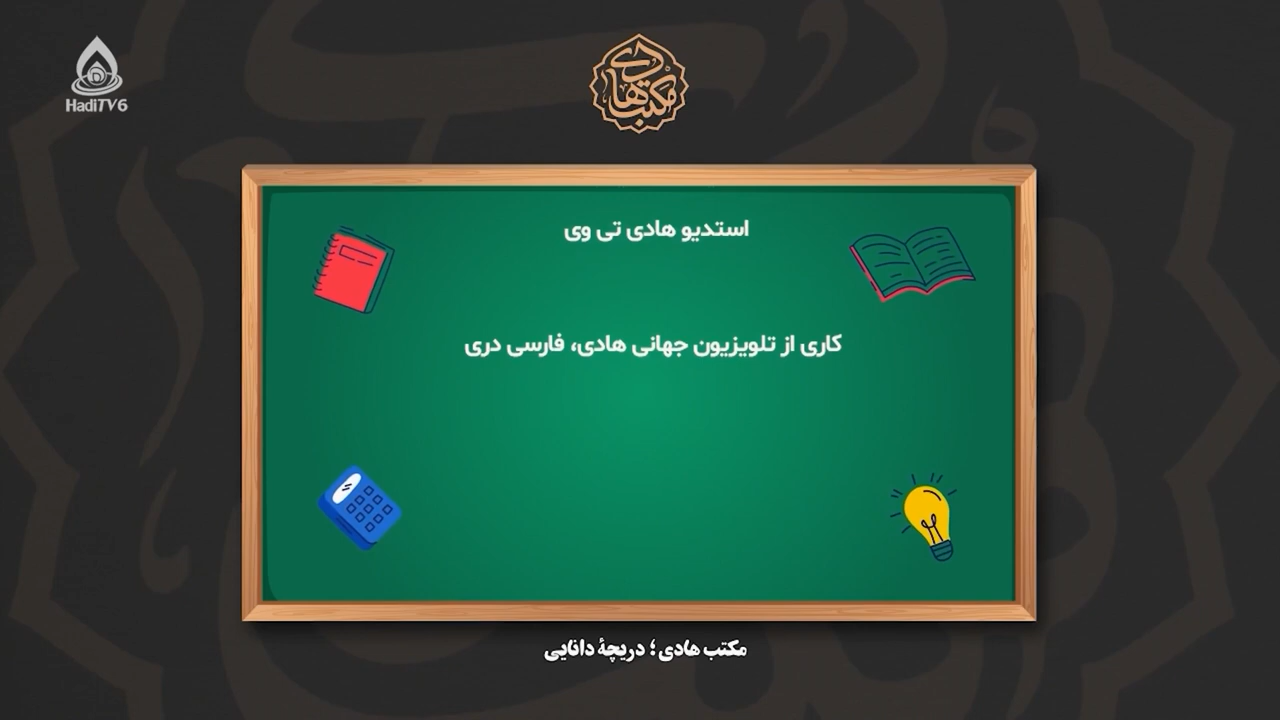 HadiTV6
مکتب هادی
استدیو هادی تی وی
کاری از تلویزیون جهانی هادی، فارسی دری
مکتب هادی؛ دریچهٔ دانایی